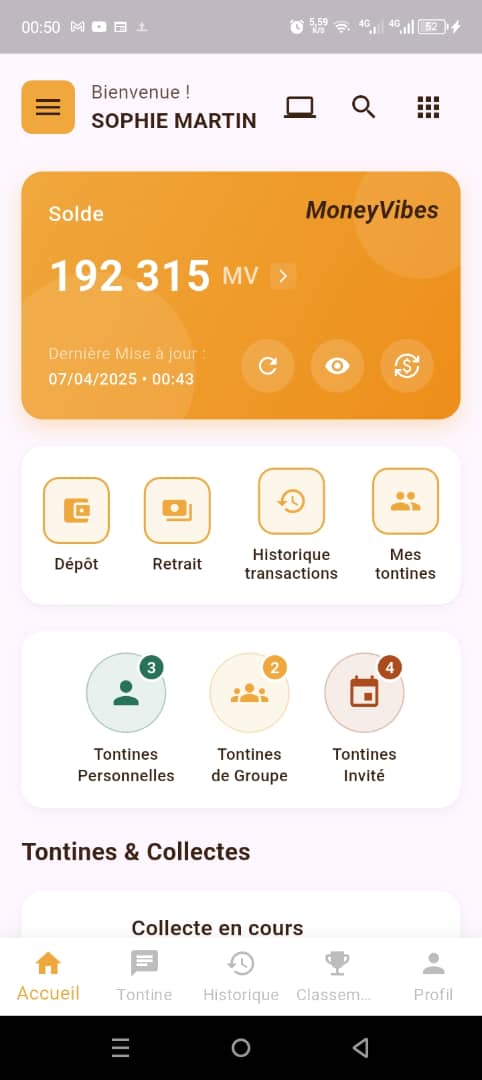 00:50
5,59
K/s
4G
4G
52
Bienvenue !
SOPHIE MARTIN
Solde
MoneyVibes
192 315 MV
Dernière Mise à jour :
07/04/2025 • 00:43
Dépôt
Retrait
Historique
transactions
Mes
tontines
3
2
4
Tontines
Personnelles
Tontines
de Groupe
Tontines
Invité
Tontines & Collectes
Collecte en cours
Accueil
Tontine
Historique
Classem...
Profil